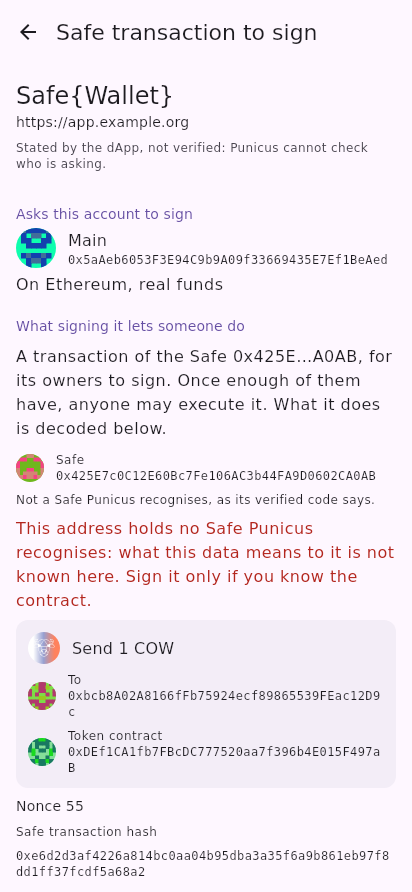 Safe transaction to sign
Safe{Wallet}
https://app.example.org
Stated by the dApp, not verified: Punicus cannot check
who is asking.
Asks this account to sign
Main
0x5aAeb6053F3E94C9b9A09f33669435E7Ef1BeAed
On Ethereum, real funds
What signing it lets someone do
A transaction of the Safe 0x425E…A0AB, for
its owners to sign. Once enough of them
have, anyone may execute it. What it does
is decoded below.
Safe
0x425E7c0C12E60Bc7Fe106AC3b44FA9D0602CA0AB
Not a Safe Punicus recognises, as its verified code says.
This address holds no Safe Punicus
recognises: what this data means to it is not
known here. Sign it only if you know the
contract.
Send 1 COW
To
0xbcb8A02A8166fFb75924ecf89865539FEac12D9
c
Token contract
0xDEf1CA1fb7FBcDC777520aa7f396b4E015F497a
B
Nonce 55
Safe transaction hash
0xe6d2d3af4226a814bc0aa04b95dba3a35f6a9b861eb97f8
dd1ff37fcdf5a68a2